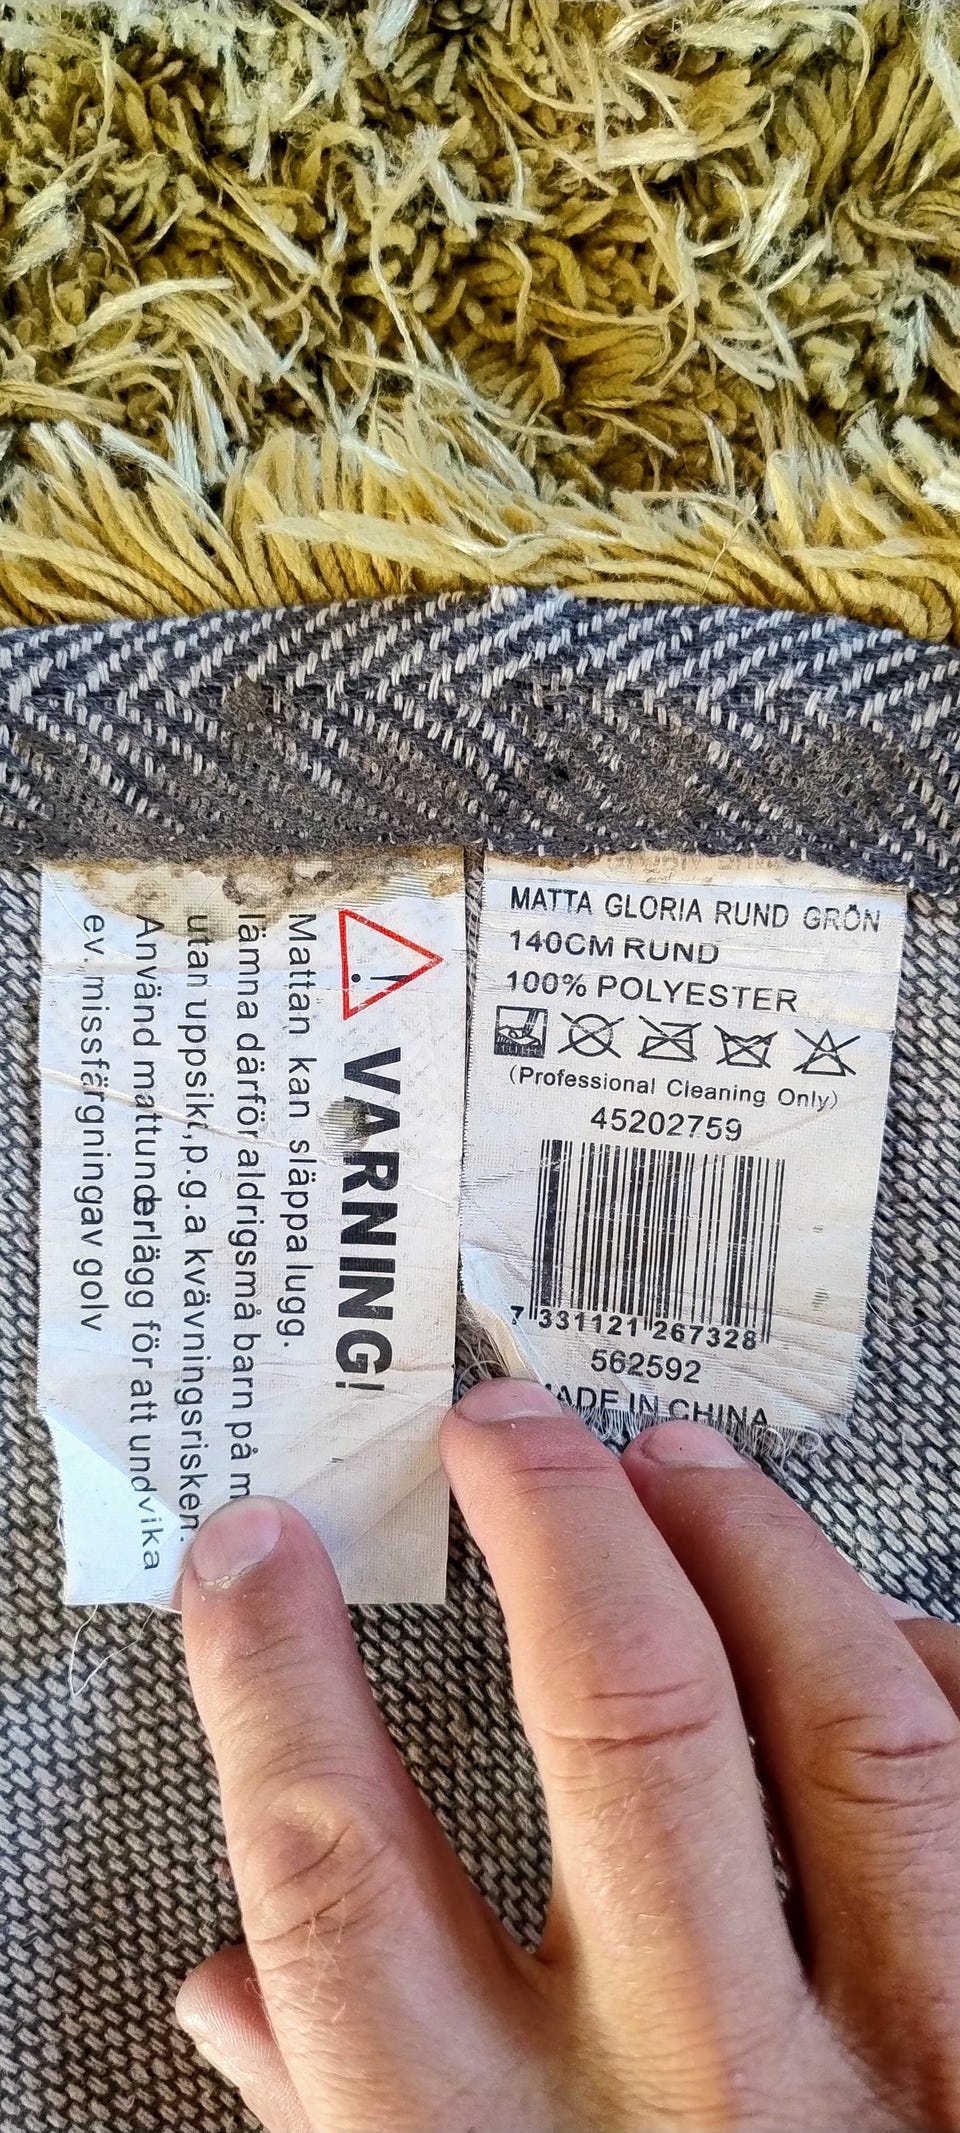 VARNING!
Mattan kan släppa lugg.
lämna därför aldrigsmå barn på m
utan uppsikt,p.g.a kvävningsrisken.
Använd mattunderlägg för att undvika
ev. missfärgningav golv
MATTA GLORIA RUND GRÖN
140CM RUND
100% POLYESTER
(Professional Cleaning Only)
45202759
7 331121 267328
562592
MADE IN CHINA